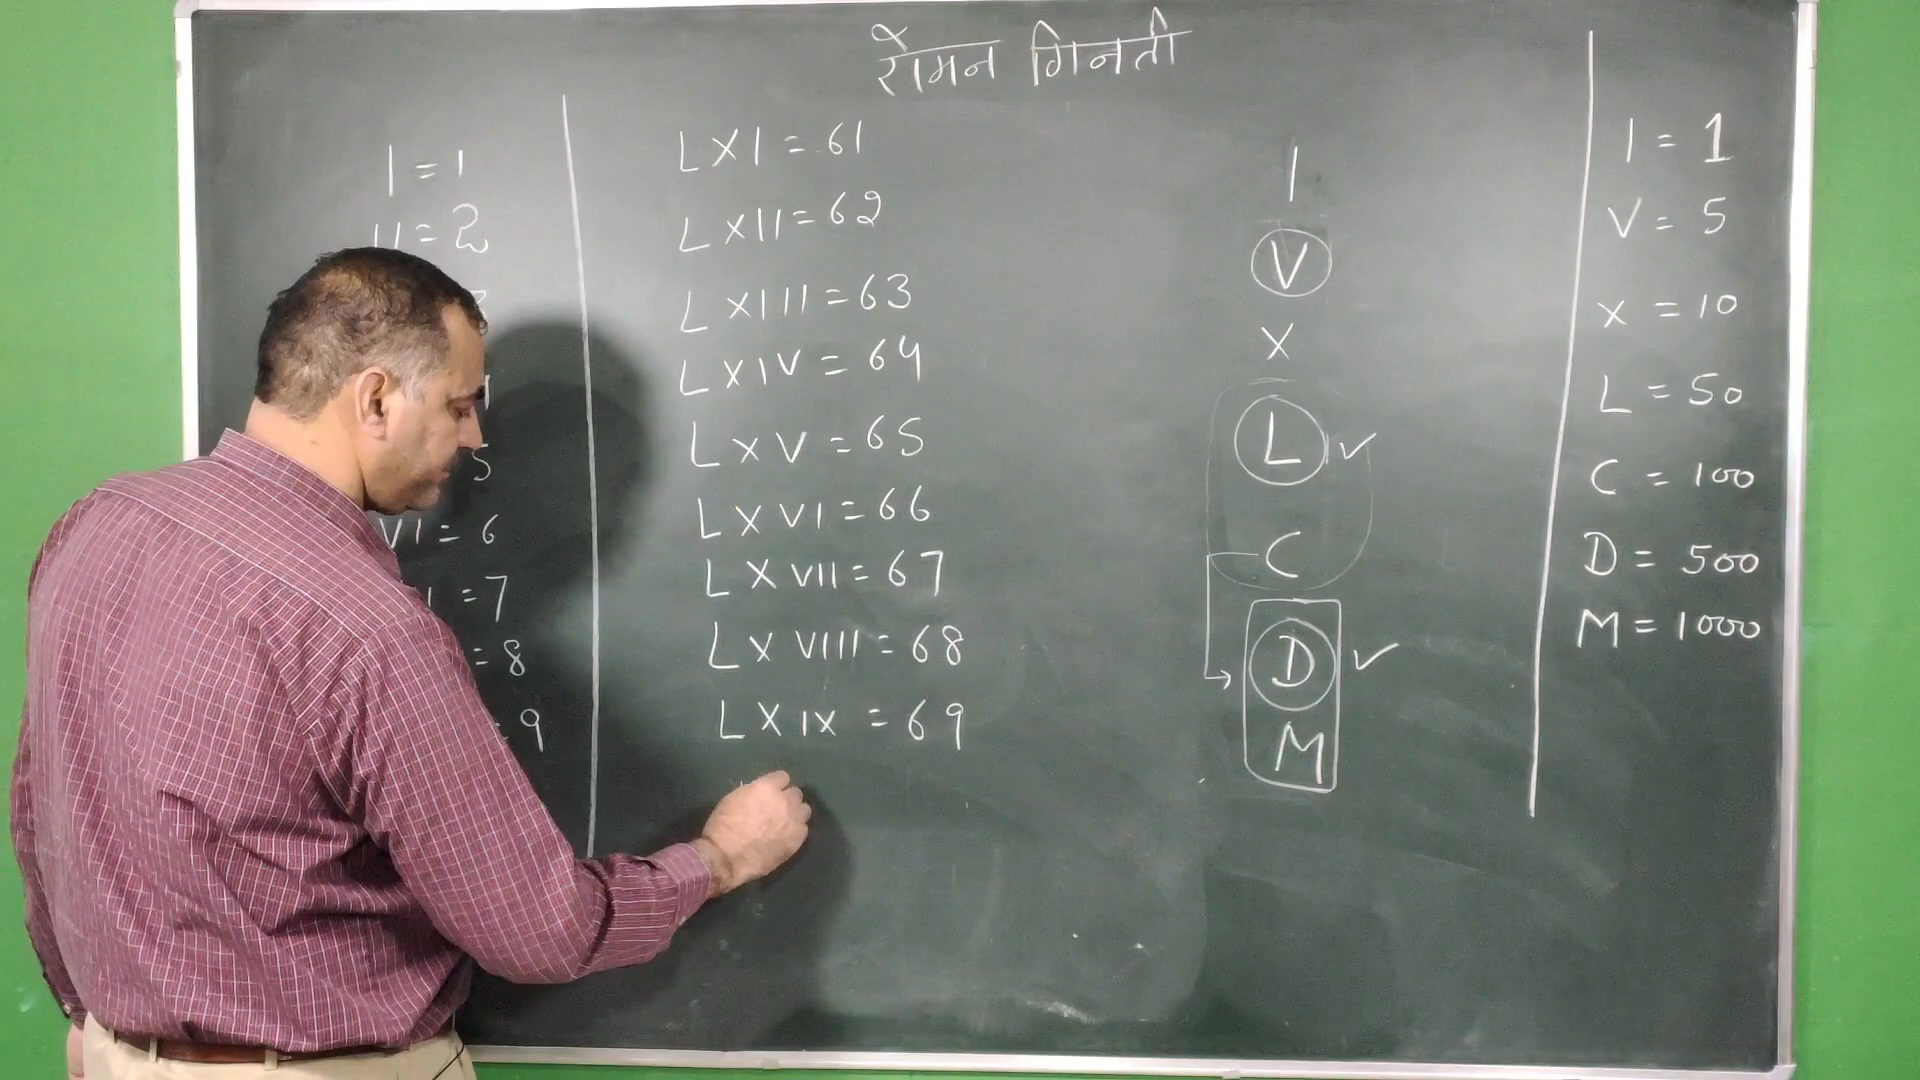 रोमन गिनती
I = 1
II = 2
VI = 6
= 7
= 8
= 9
LXI = 61
LXII = 62
LXIII = 63
LXIV = 64
LXV = 65
LXVI = 66
LXVII = 67
LXVIII = 68
LXIX = 69
I
V
X
L ✓
C
D ✓
M
I = 1
V = 5
X = 10
L = 50
C = 100
D = 500
M = 1000